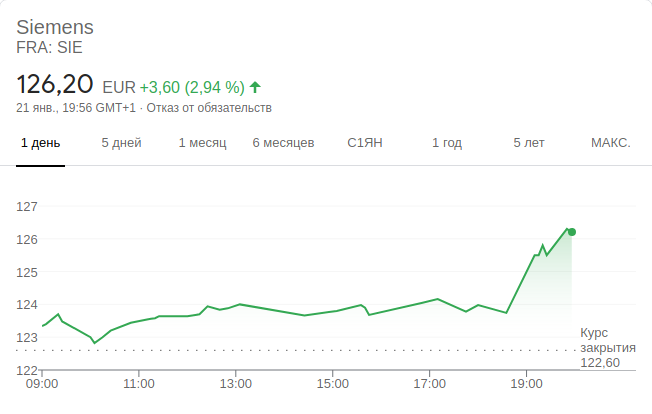 Siemens
FRA: SIE
126,20 EUR +3,60 (2,94 %)
21 янв., 19:56 GMT+1 · Отказ от обязательств
1 день 5 дней 1 месяц 6 месяцев С1ЯН 1 год 5 лет МАКС.
127
126
125
124
123
Курс
закрытия
122,60
122
09:00 11:00 13:00 15:00 17:00 19:00